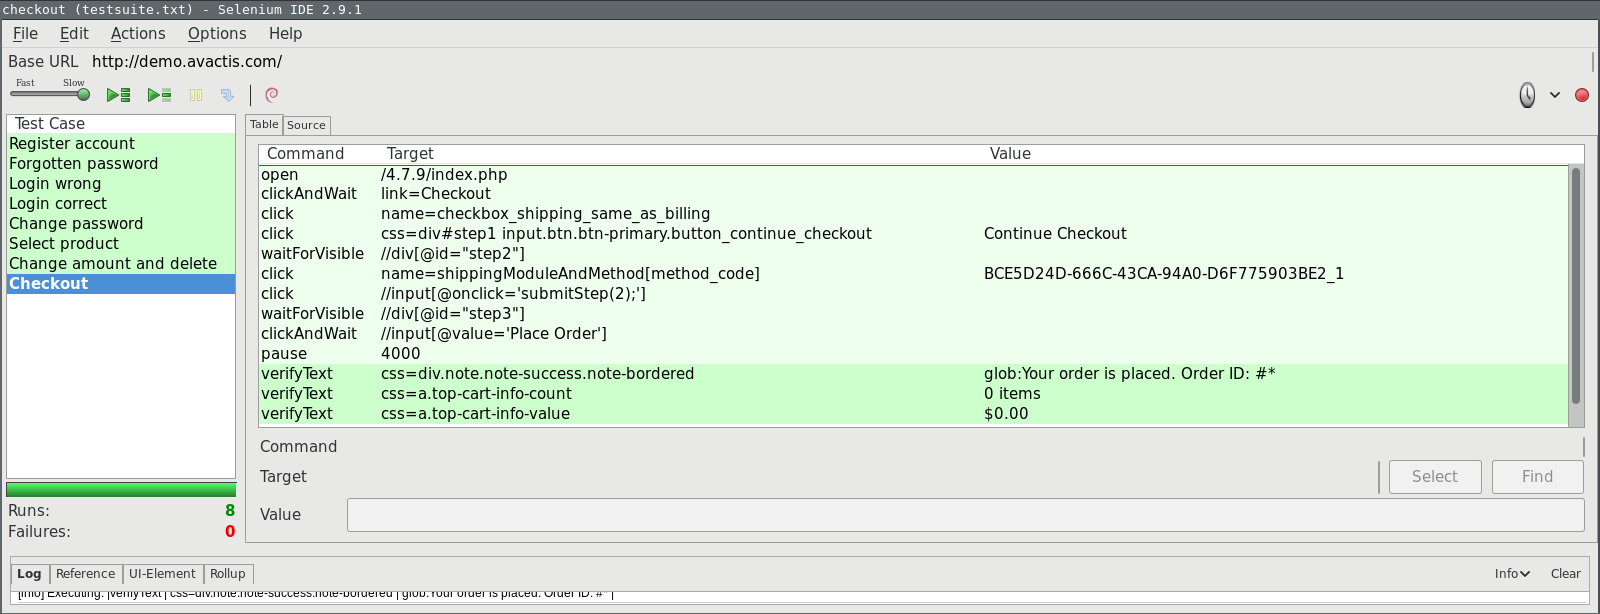 checkout (testsuite.txt) - Selenium IDE 2.9.1
File Edit Actions Options Help
Base URL http://demo.avactis.com/
Fast Slow
Test Case
Register account
Forgotten password
Login wrong
Login correct
Change password
Select product
Change amount and delete
Checkout
Runs: 8
Failures: 0
Table Source
Command Target Value
open /4.7.9/index.php
clickAndWait link=Checkout
click name=checkbox_shipping_same_as_billing
click css=div#step1 input.btn.btn-primary.button_continue_checkout Continue Checkout
waitForVisible //div[@id="step2"]
click name=shippingModuleAndMethod[method_code] BCE5D24D-666C-43CA-94A0-D6F775903BE2_1
click //input[@onclick='submitStep(2);']
waitForVisible //div[@id="step3"]
clickAndWait //input[@value='Place Order']
pause 4000
verifyText css=div.note.note-success.note-bordered glob:Your order is placed. Order ID: #*
verifyText css=a.top-cart-info-count 0 items
verifyText css=a.top-cart-info-value $0.00
Command
Target Select Find
Value
Log Reference UI-Element Rollup Info Clear
[info] Executing: |verifyText | css=div.note.note-success.note-bordered | glob:Your order is placed. Order ID: #* |